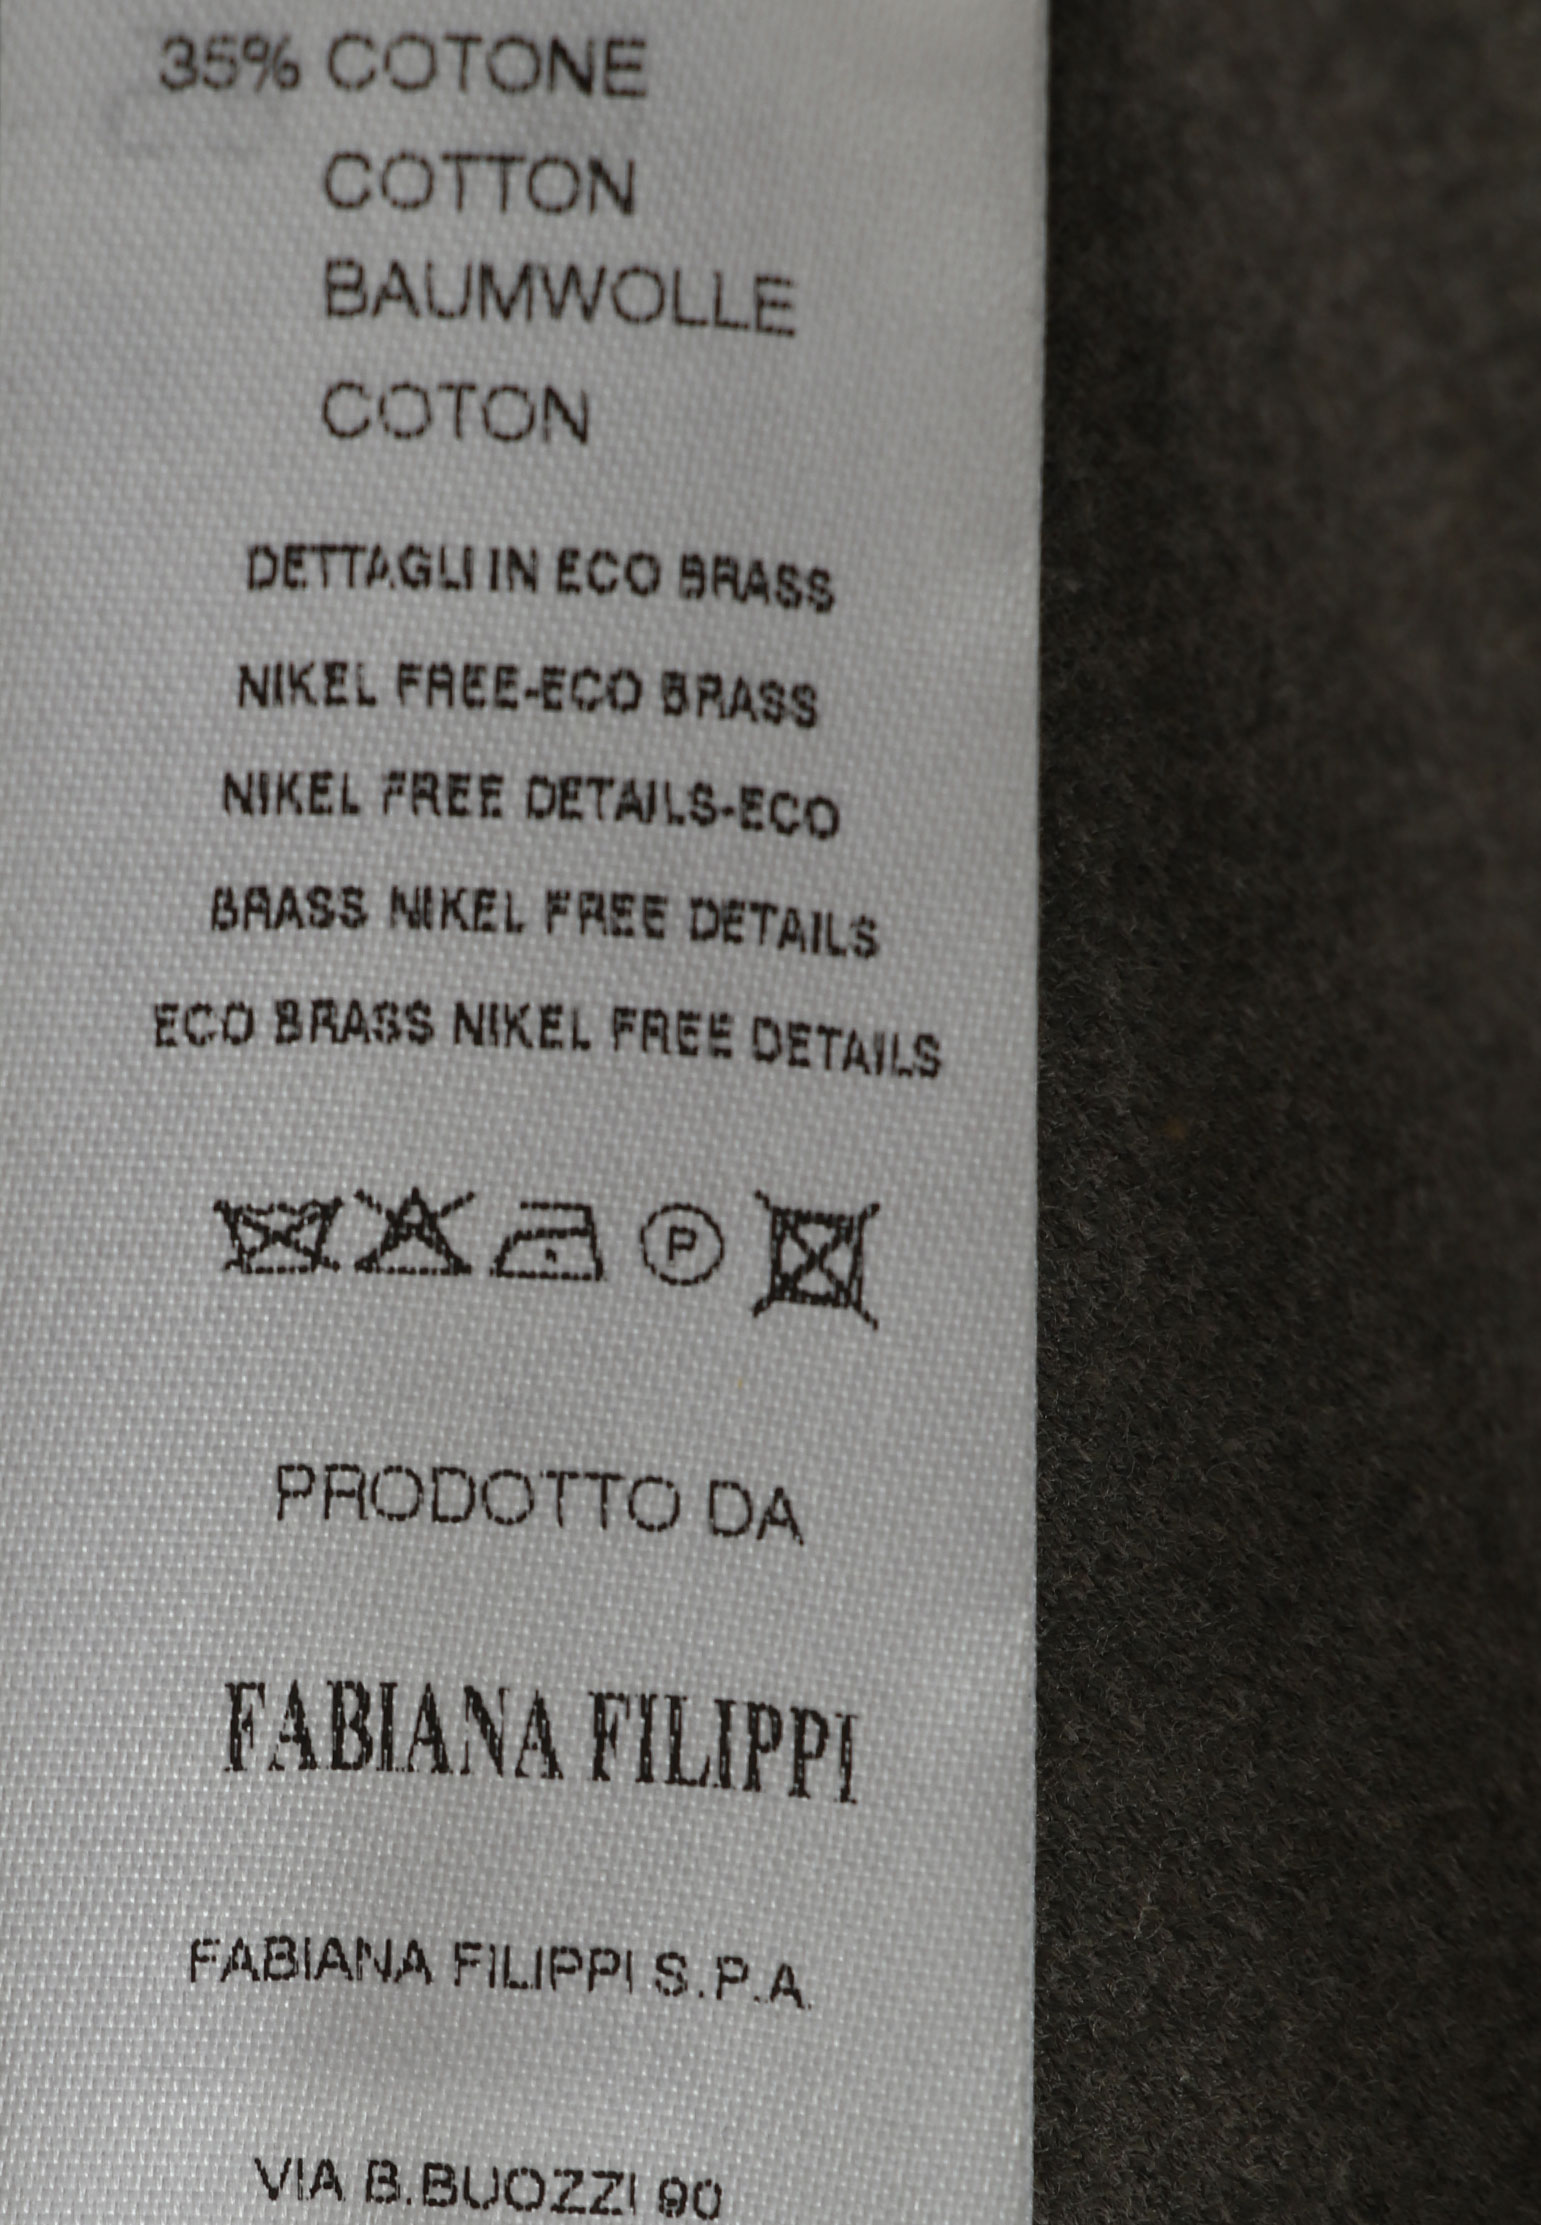 35% COTONE
COTTON
BAUMWOLLE
COTON
DETTAGLI IN ECO BRASS
NIKEL FREE-ECO BRASS
NIKEL FREE DETAILS-ECO
BRASS NIKEL FREE DETAILS
ECO BRASS NIKEL FREE DETAILS
P
PRODOTTO DA
FABIANA FILIPPI
FABIANA FILIPPI S.P.A.
VIA B.BUOZZI 90